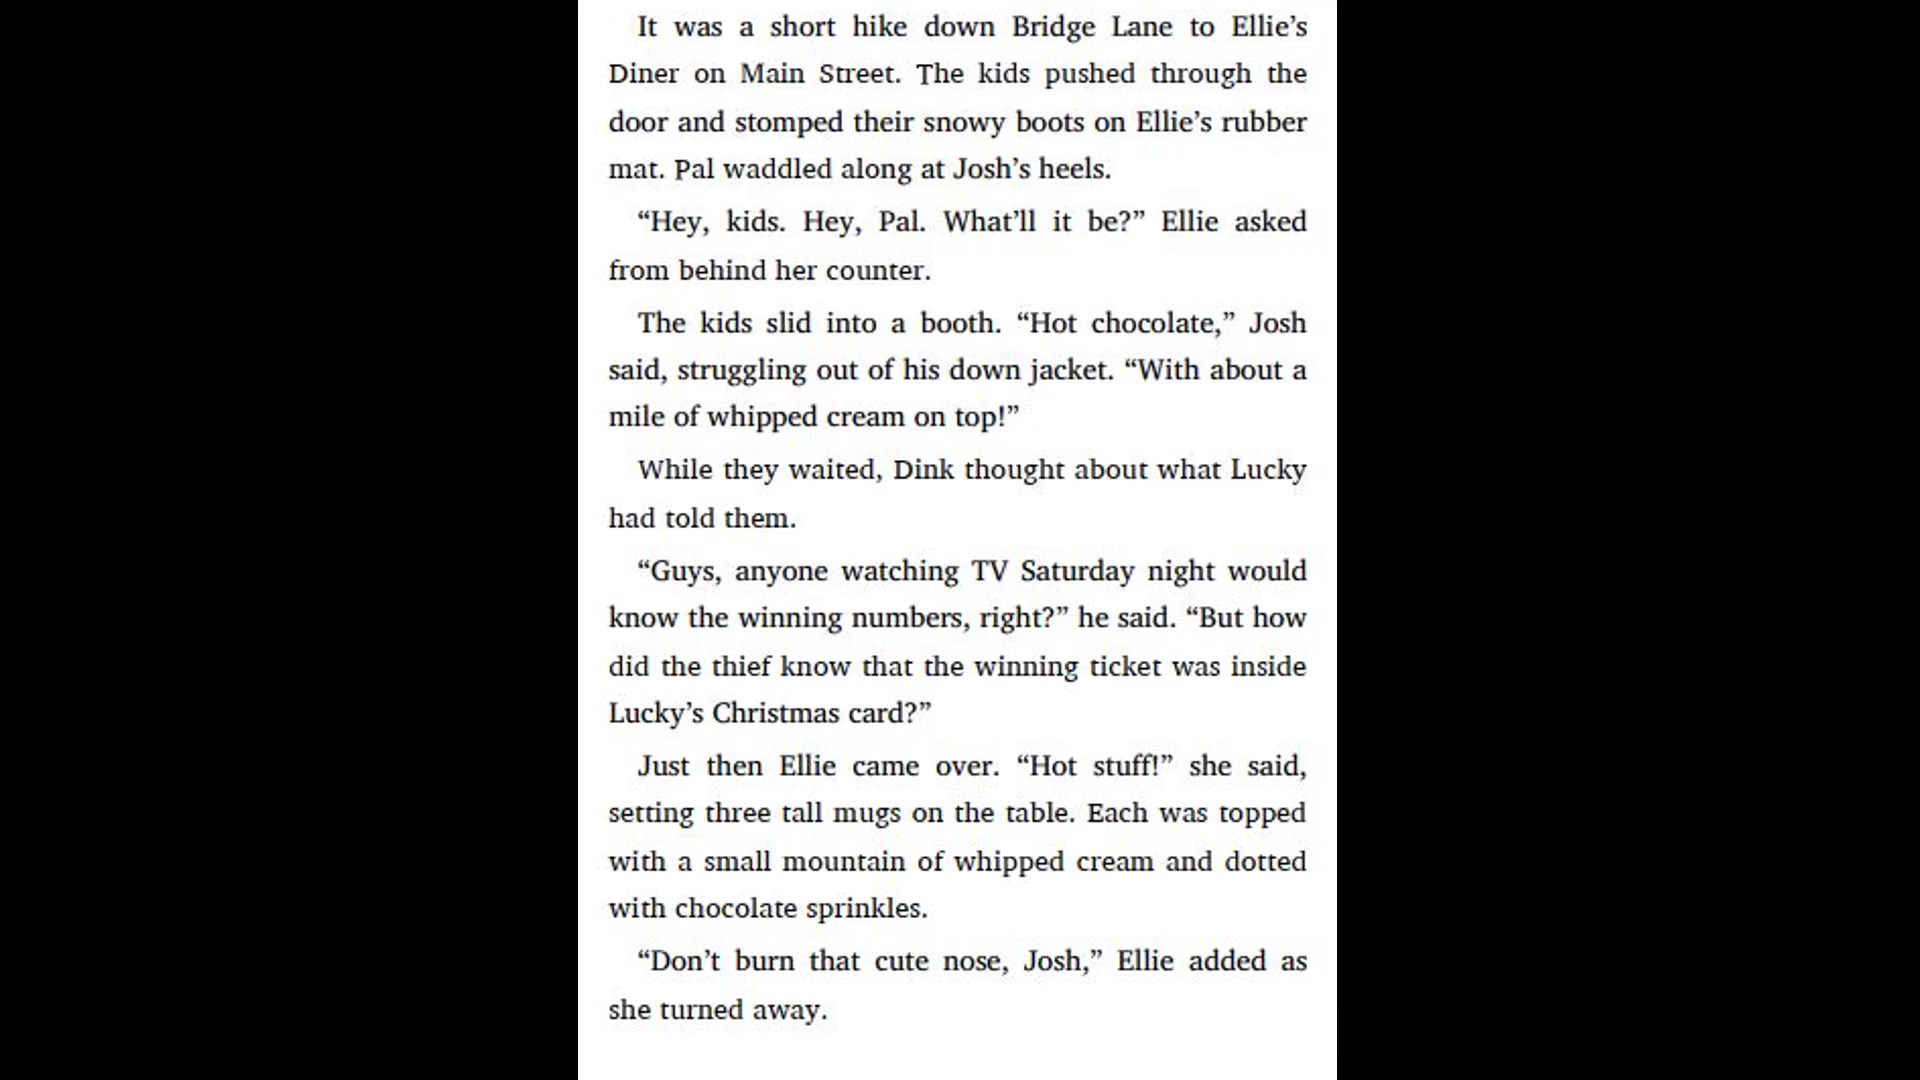 It was a short hike down Bridge Lane to Ellie’s
Diner on Main Street. The kids pushed through the
door and stomped their snowy boots on Ellie’s rubber
mat. Pal waddled along at Josh’s heels.
“Hey, kids. Hey, Pal. What’ll it be?” Ellie asked
from behind her counter.
The kids slid into a booth. “Hot chocolate,” Josh
said, struggling out of his down jacket. “With about a
mile of whipped cream on top!”
While they waited, Dink thought about what Lucky
had told them.
“Guys, anyone watching TV Saturday night would
know the winning numbers, right?” he said. “But how
did the thief know that the winning ticket was inside
Lucky’s Christmas card?”
Just then Ellie came over. “Hot stuff!” she said,
setting three tall mugs on the table. Each was topped
with a small mountain of whipped cream and dotted
with chocolate sprinkles.
“Don’t burn that cute nose, Josh,” Ellie added as
she turned away.